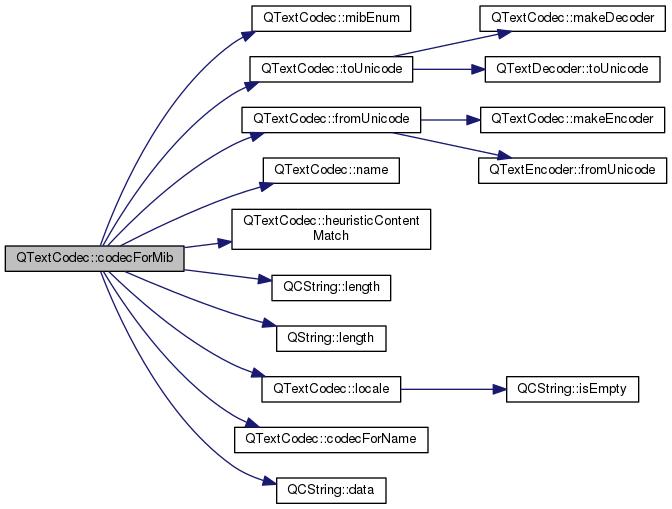 QTextCodec::mibEnum
QTextCodec::makeDecoder
QTextCodec::toUnicode
QTextDecoder::toUnicode
QTextCodec::fromUnicode
QTextCodec::makeEncoder
QTextCodec::name
QTextEncoder::fromUnicode
QTextCodec::heuristicContent
Match
QTextCodec::codecForMib
QCString::length
QString::length
QTextCodec::locale
QCString::isEmpty
QTextCodec::codecForName
QCString::data